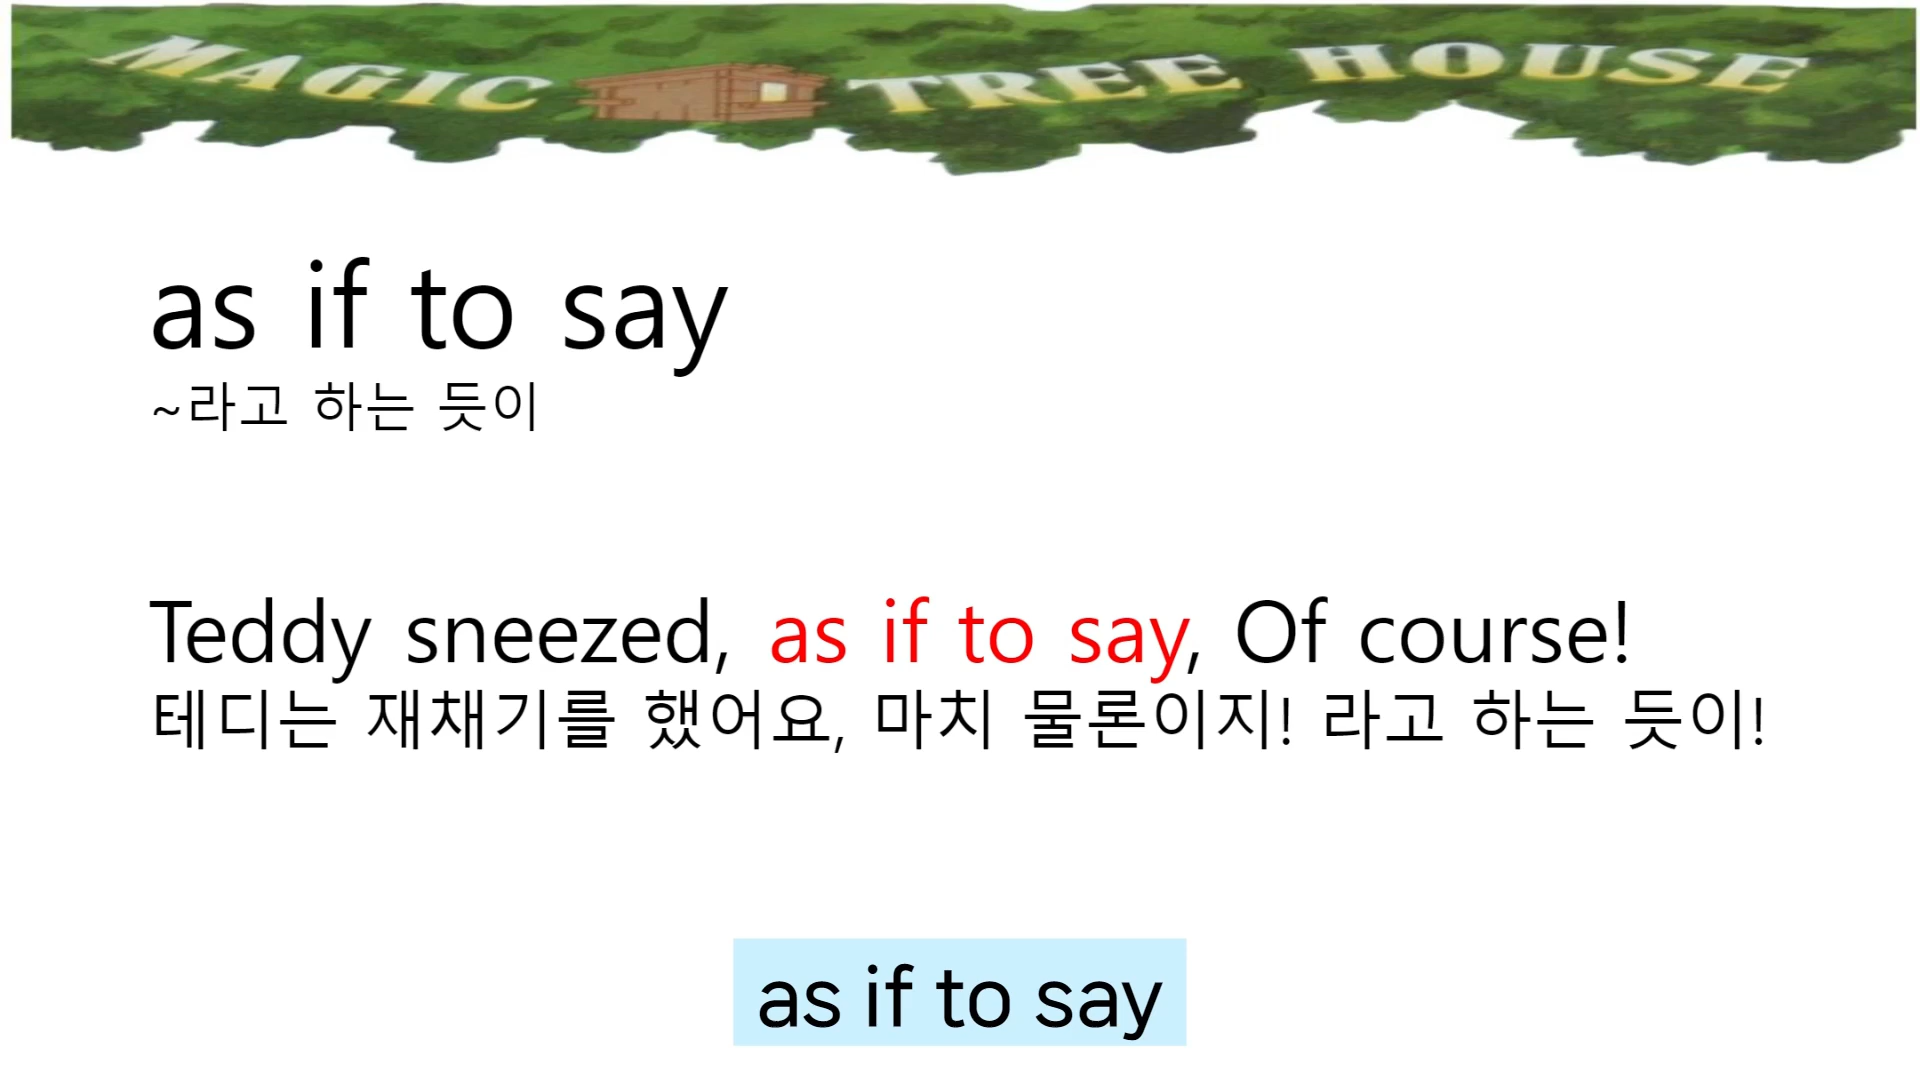 MAGIC TREE HOUSE
as if to say
~라고 하는 듯이
Teddy sneezed, as if to say, Of course!
테디는 재채기를 했어요, 마치 물론이지! 라고 하는 듯이!
as if to say